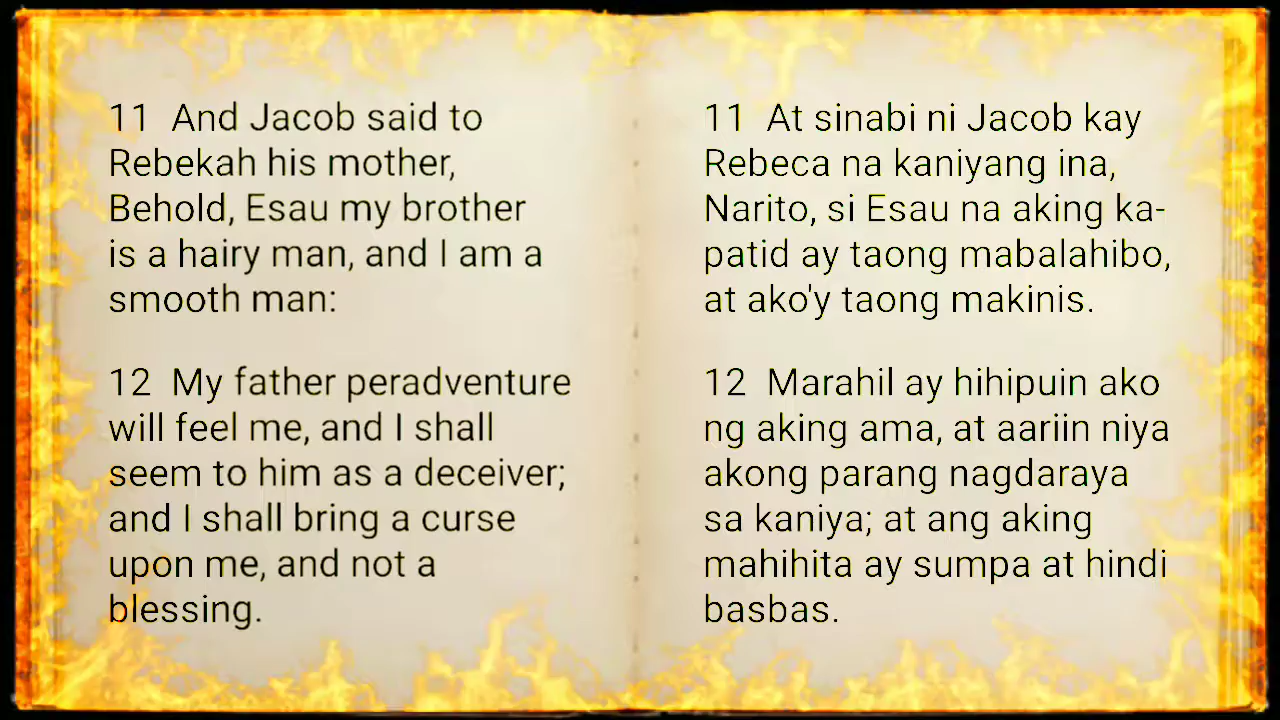 11 And Jacob said to
Rebekah his mother,
Behold, Esau my brother
is a hairy man, and I am a
smooth man:
12 My father peradventure
will feel me, and I shall
seem to him as a deceiver;
and I shall bring a curse
upon me, and not a
blessing.
11 At sinabi ni Jacob kay
Rebeca na kaniyang ina,
Narito, si Esau na aking ka-
patid ay taong mabalahibo,
at ako'y taong makinis.
12 Marahil ay hihipuin ako
ng aking ama, at aariin niya
akong parang nagdaraya
sa kaniya; at ang aking
mahihita ay sumpa at hindi
basbas.